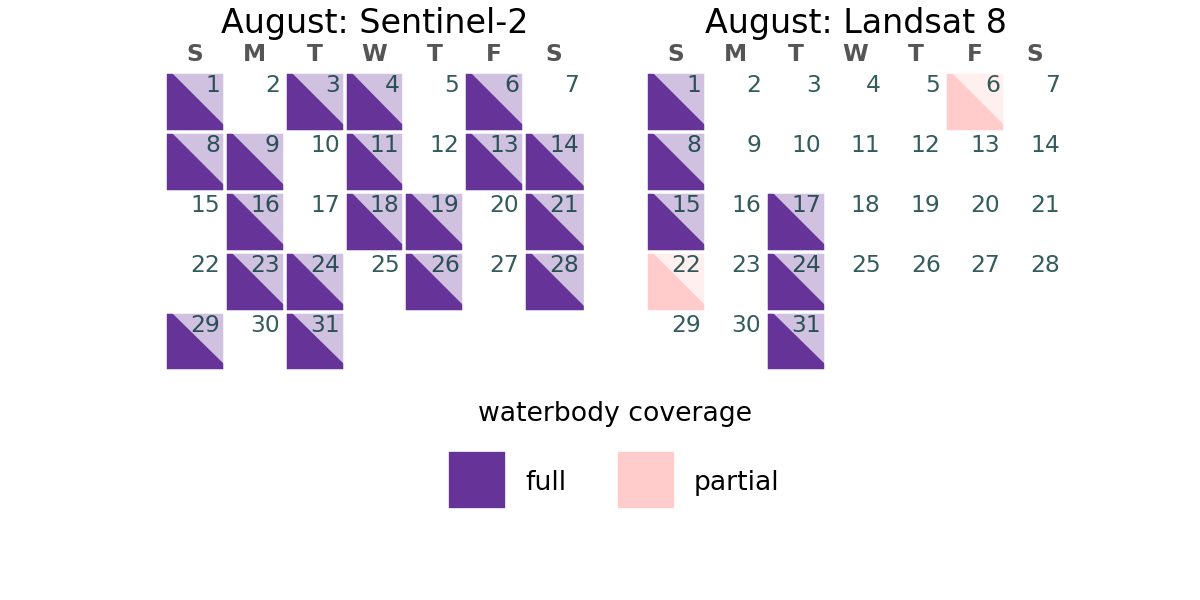 August: Sentinel-2
S M T W T F S
1 2 3 4 5 6 7
8 9 10 11 12 13 14
15 16 17 18 19 20 21
22 23 24 25 26 27 28
29 30 31
August: Landsat 8
S M T W T F S
1 2 3 4 5 6 7
8 9 10 11 12 13 14
15 16 17 18 19 20 21
22 23 24 25 26 27 28
29 30 31
waterbody coverage
full
partial